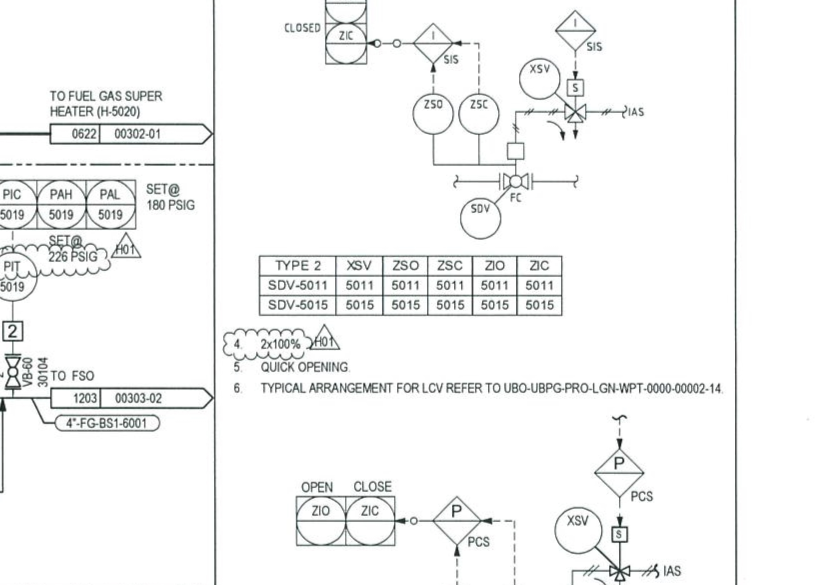 CLOSED
ZIC
I
SIS
ZSO
ZSC
I
SIS
XSV
S
IAS
FC
SDV
TO FUEL GAS SUPER
HEATER (H-5020)
0622 00302-01
PIC PAH PAL
5019 5019 5019
SET@
180 PSIG
SET@
226 PSIG
H01
PIT
5019
2
VB-60
30104
TO FSO
1203 00303-02
4"-FG-BS1-6001
TYPE 2 XSV ZSO ZSC ZIO ZIC
SDV-5011 5011 5011 5011 5011 5011
SDV-5015 5015 5015 5015 5015 5015
4. 2x100% H01
5. QUICK OPENING.
6. TYPICAL ARRANGEMENT FOR LCV REFER TO UBO-UBPG-PRO-LGN-WPT-0000-00002-14.
OPEN CLOSE
ZIO ZIC
P
PCS
P
PCS
XSV
S
IAS